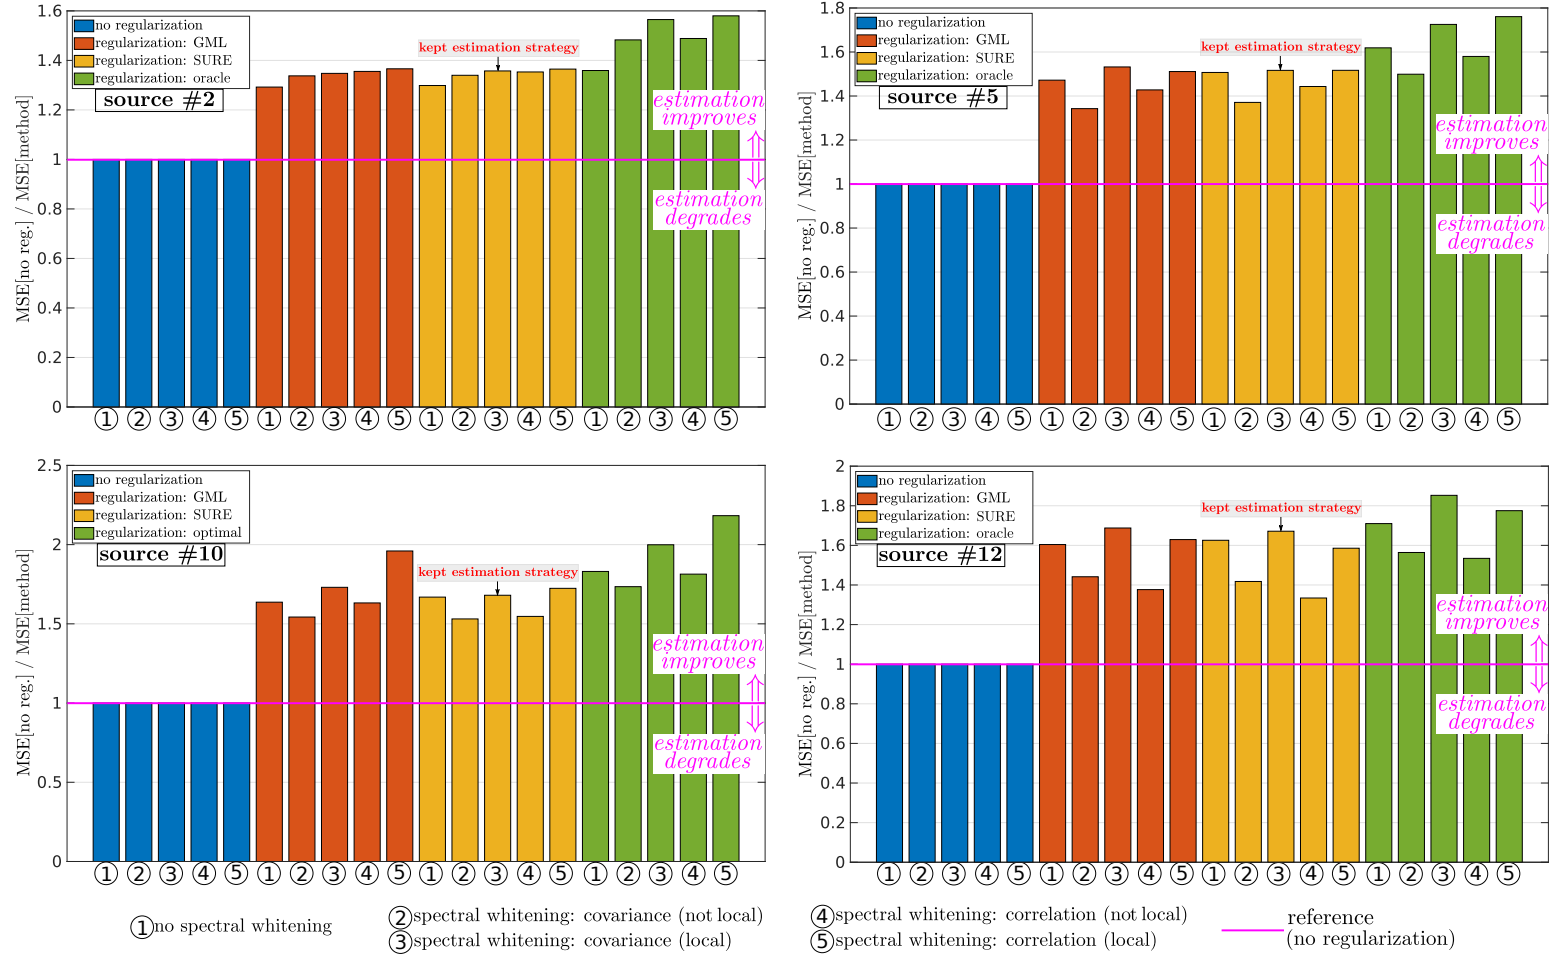 MSE[no reg.] / MSE[method]
1.6
1.4
1.2
1
0.8
0.6
0.4
0.2
0
no regularization
regularization: GML
regularization: SURE
regularization: oracle
source #2
kept estimation strategy
estimation
improves
⇑
⇓
estimation
degrades
① ② ③ ④ ⑤ ① ② ③ ④ ⑤ ① ② ③ ④ ⑤ ① ② ③ ④ ⑤
MSE[no reg.] / MSE[method]
1.8
1.6
1.4
1.2
1
0.8
0.6
0.4
0.2
0
no regularization
regularization: GML
regularization: SURE
regularization: oracle
source #5
kept estimation strategy
estimation
improves
⇑
⇓
estimation
degrades
① ② ③ ④ ⑤ ① ② ③ ④ ⑤ ① ② ③ ④ ⑤ ① ② ③ ④ ⑤
MSE[no reg.] / MSE[method]
2.5
2
1.5
1
0.5
0
no regularization
regularization: GML
regularization: SURE
regularization: optimal
source #10
kept estimation strategy
estimation
improves
⇑
⇓
estimation
degrades
① ② ③ ④ ⑤ ① ② ③ ④ ⑤ ① ② ③ ④ ⑤ ① ② ③ ④ ⑤
MSE[no reg.] / MSE[method]
2
1.8
1.6
1.4
1.2
1
0.8
0.6
0.4
0.2
0
no regularization
regularization: GML
regularization: SURE
regularization: oracle
source #12
kept estimation strategy
estimation
improves
⇑
⇓
estimation
degrades
① ② ③ ④ ⑤ ① ② ③ ④ ⑤ ① ② ③ ④ ⑤ ① ② ③ ④ ⑤
① no spectral whitening
② spectral whitening: covariance (not local)
③ spectral whitening: covariance (local)
④ spectral whitening: correlation (not local)
⑤ spectral whitening: correlation (local)
reference
(no regularization)